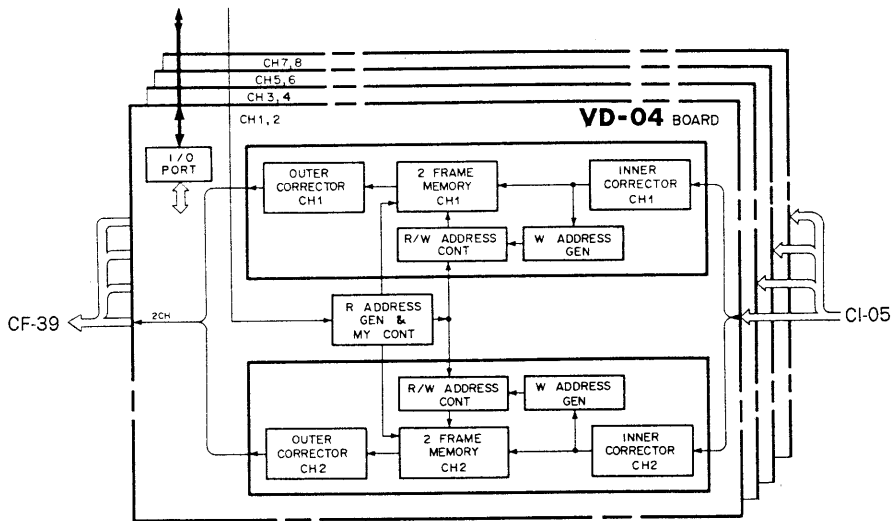 CH7,8
CH5,6
CH3,4
CH1,2
VD-04 BOARD
I/O
PORT
OUTER
CORRECTOR
CH1
2 FRAME
MEMORY
CH1
INNER
CORRECTOR
CH1
R/W ADDRESS
CONT
W ADDRESS
GEN
R ADDRESS
GEN &
MY CONT
CF-39
2CH
CI-05
R/W ADDRESS
CONT
W ADDRESS
GEN
OUTER
CORRECTOR
CH2
2 FRAME
MEMORY
CH2
INNER
CORRECTOR
CH2